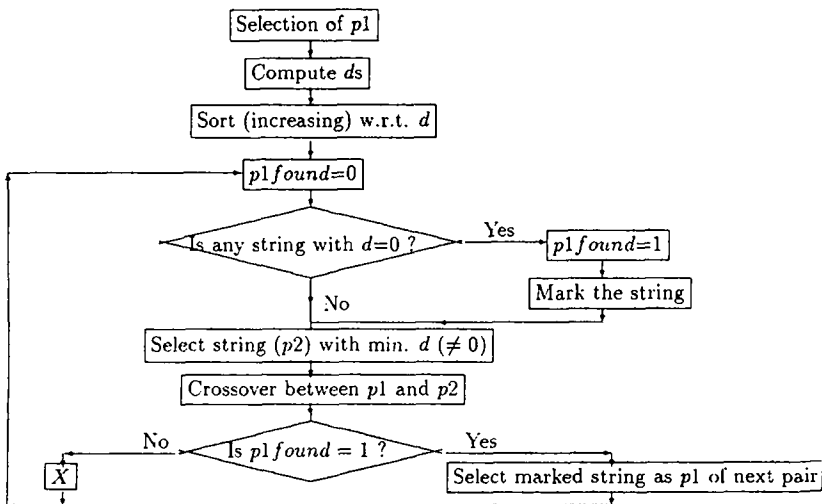 Selection of p1
Compute ds
Sort (increasing) w.r.t. d
p1found=0
Is any string with d=0 ?
Yes
p1found=1
Mark the string
No
Select string (p2) with min. d (≠ 0)
Crossover between p1 and p2
Is p1found = 1 ?
No
Yes
X
Select marked string as p1 of next pair